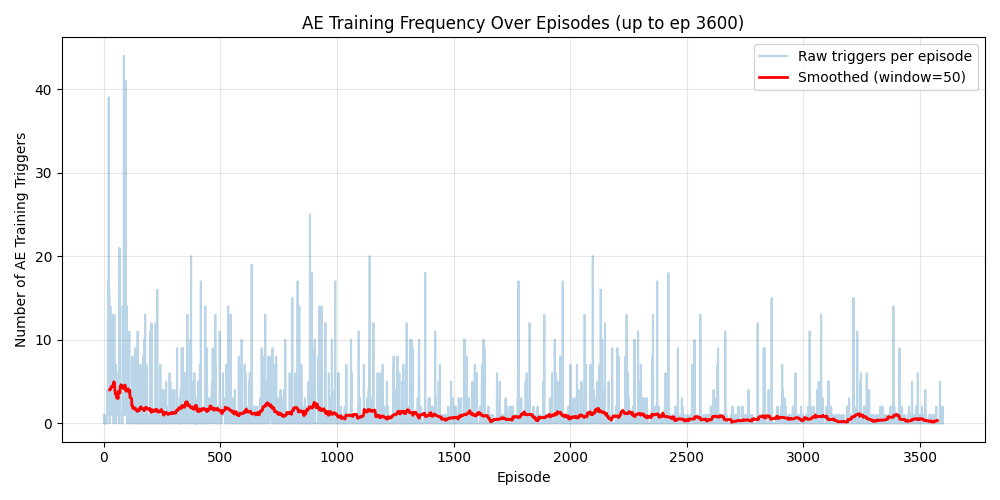 AE Training Frequency Over Episodes (up to ep 3600)
Raw triggers per episode
Smoothed (window=50)
Number of AE Training Triggers
40
30
20
10
0
0 500 1000 1500 2000 2500 3000 3500
Episode